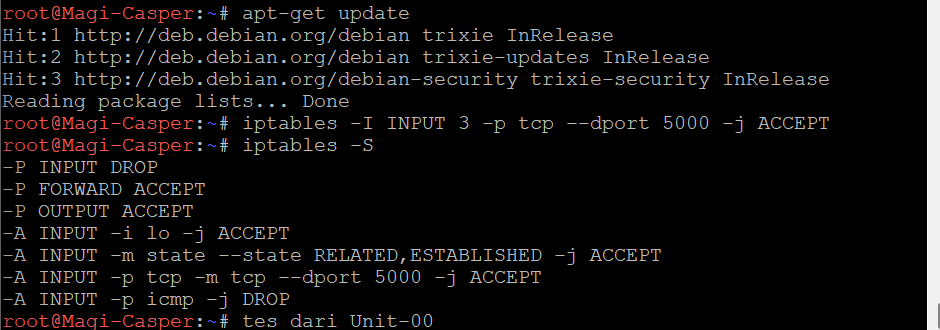 root@Magi-Casper:~# apt-get update
Hit:1 http://deb.debian.org/debian trixie InRelease
Hit:2 http://deb.debian.org/debian trixie-updates InRelease
Hit:3 http://deb.debian.org/debian-security trixie-security InRelease
Reading package lists... Done
root@Magi-Casper:~# iptables -I INPUT 3 -p tcp --dport 5000 -j ACCEPT
root@Magi-Casper:~# iptables -S
-P INPUT DROP
-P FORWARD ACCEPT
-P OUTPUT ACCEPT
-A INPUT -i lo -j ACCEPT
-A INPUT -m state --state RELATED,ESTABLISHED -j ACCEPT
-A INPUT -p tcp -m tcp --dport 5000 -j ACCEPT
-A INPUT -p icmp -j DROP
root@Magi-Casper:~# tes dari Unit-00